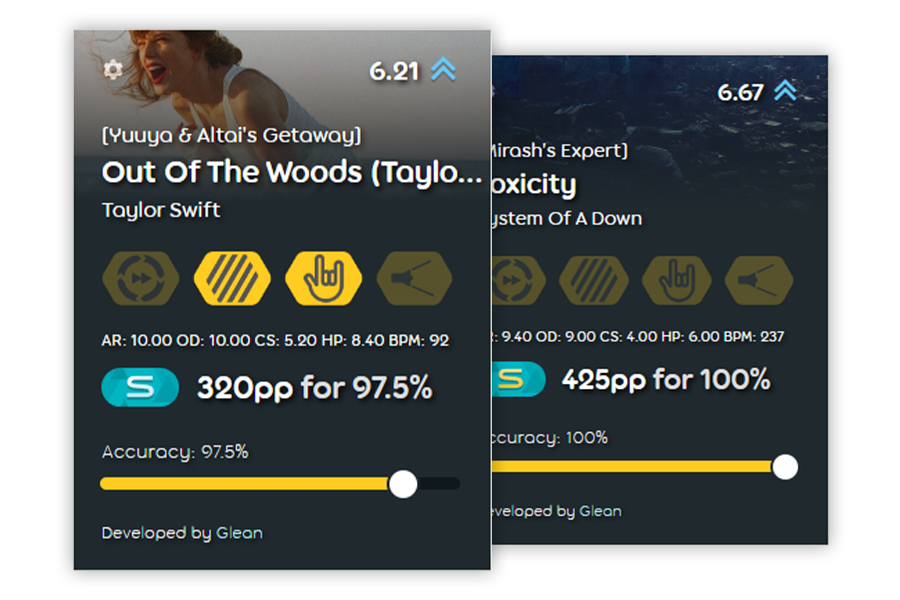 6.21
[Yuuya & Altai's Getaway]
Out Of The Woods (Taylo...
Taylor Swift
AR: 10.00 OD: 10.00 CS: 5.20 HP: 8.40 BPM: 92
S 320pp for 97.5%
Accuracy: 97.5%
Developed by Glean
6.67
Mirash's Expert]
oxicity
ystem Of A Down
: 9.40 OD: 9.00 CS: 4.00 HP: 6.00 BPM: 237
S 425pp for 100%
ccuracy: 100%
eveloped by Glean